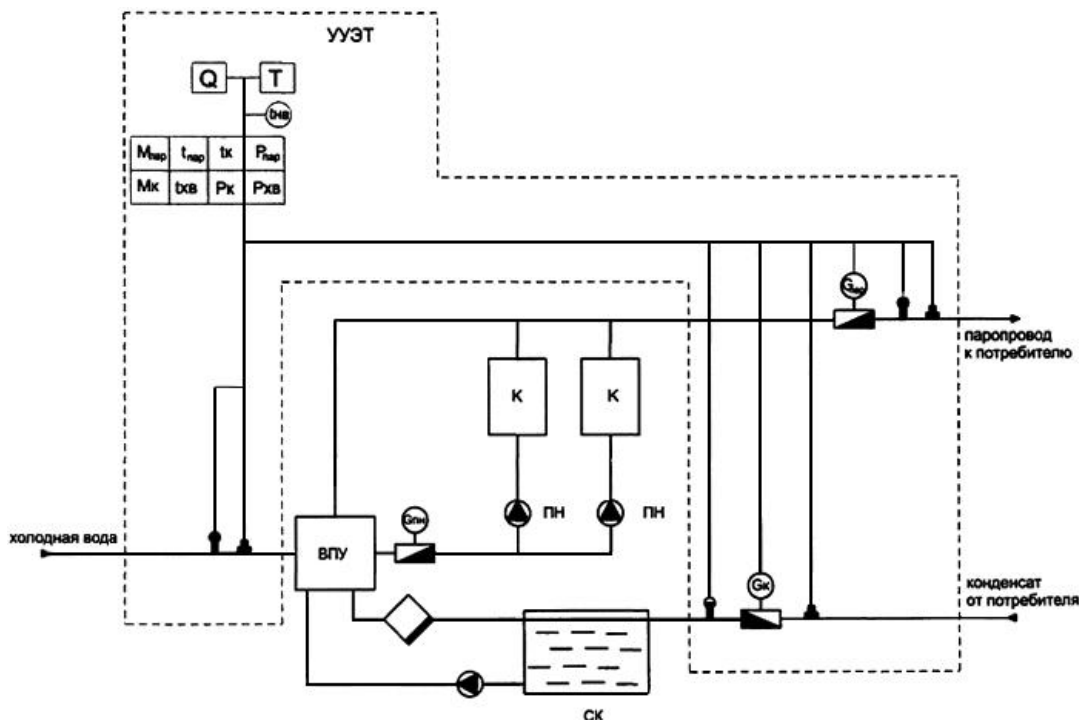 УУЭТ
Q T
tнв
Mпар tпар tк Pпар
Mк tхв Pк Pхв
Gпар
паропровод
к потребителю
К К
ПН ПН
Gпн
холодная вода
ВПУ
Gк
конденсат
от потребителя
СК